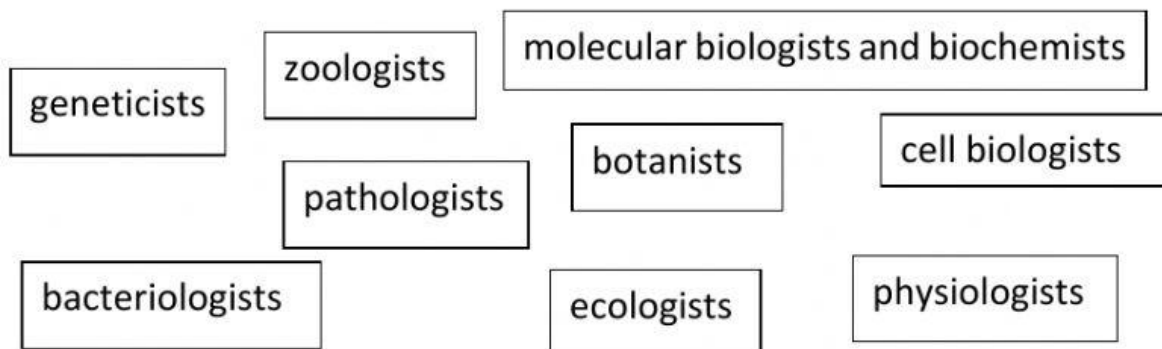 molecular biologists and biochemists
zoologists
geneticists
botanists
cell biologists
pathologists
bacteriologists
ecologists
physiologists